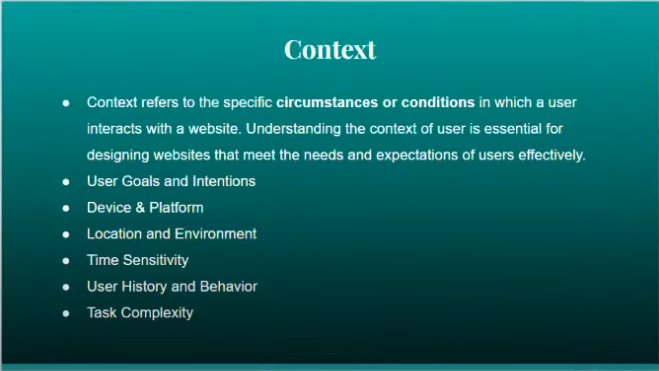 Context
● Context refers to the specific circumstances or conditions in which a user
interacts with a website. Understanding the context of user is essential for
designing websites that meet the needs and expectations of users effectively.
● User Goals and Intentions
● Device & Platform
● Location and Environment
● Time Sensitivity
● User History and Behavior
● Task Complexity